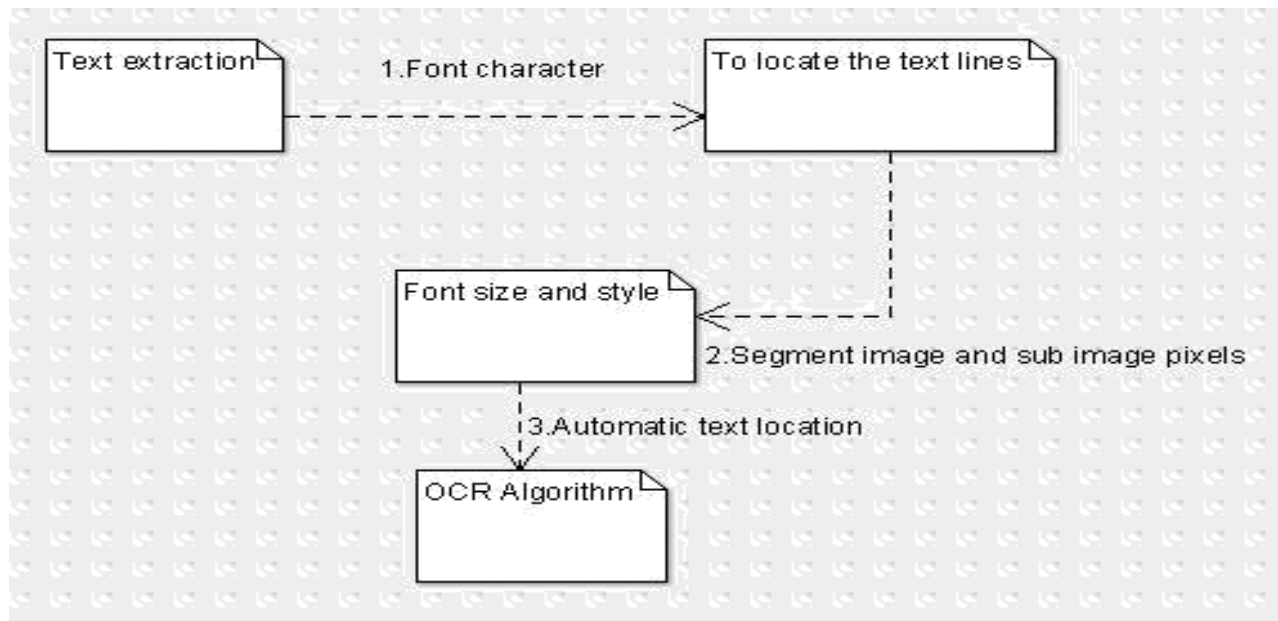 Text extraction
1.Font character
To locate the text lines
Font size and style
2.Segment image and sub image pixels
3.Automatic text location
OCR Algorithm